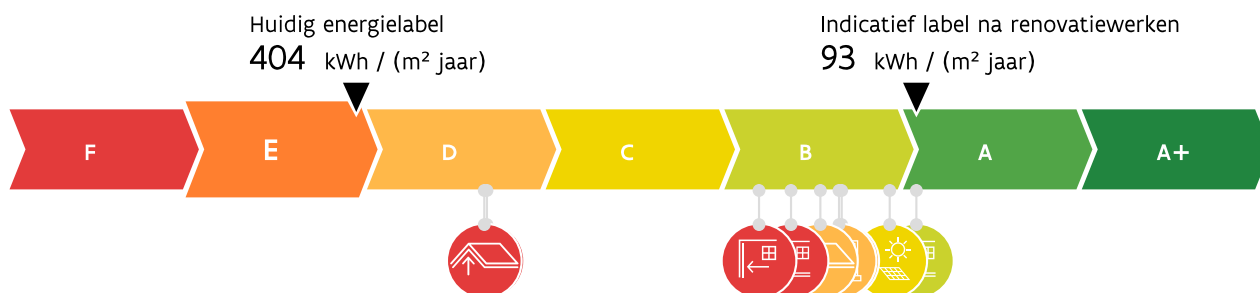 Huidig energielabel
404 kWh / (m² jaar)
Indicatief label na renovatiewerken
93 kWh / (m² jaar)
F
E
D
C
B
A
A+